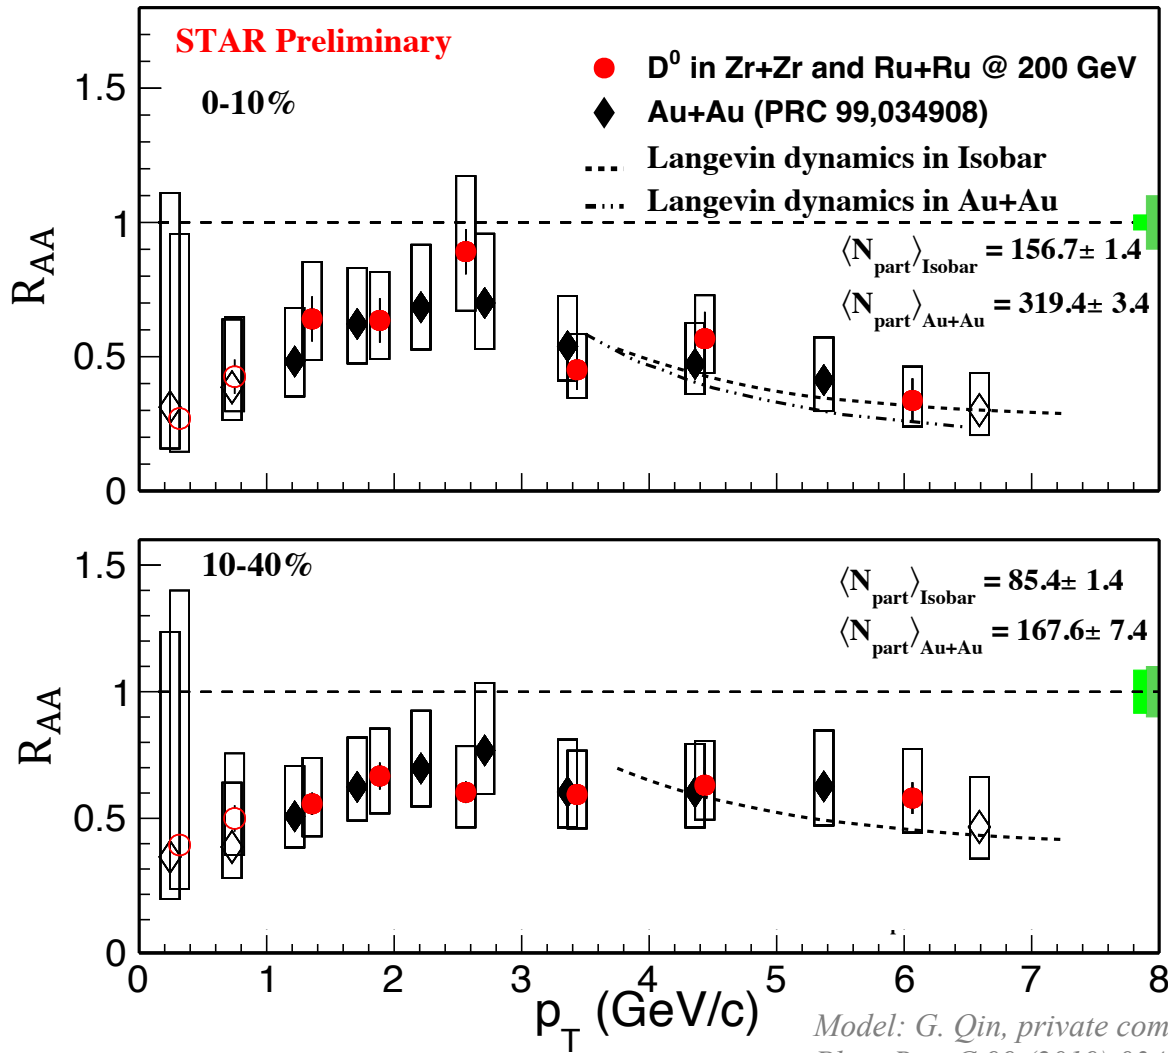 STAR Preliminary
D⁰ in Zr+Zr and Ru+Ru @ 200 GeV
0-10%
Au+Au (PRC 99,034908)
Langevin dynamics in Isobar
Langevin dynamics in Au+Au
⟨N_part⟩_Isobar = 156.7± 1.4
⟨N_part⟩_Au+Au = 319.4± 3.4
R_AA
1.5
1
0.5
0
10-40%
⟨N_part⟩_Isobar = 85.4± 1.4
⟨N_part⟩_Au+Au = 167.6± 7.4
R_AA
1.5
1
0.5
0
0 1 2 3 4 5 6 7 8
p_T (GeV/c)
Model: G. Qin, private com